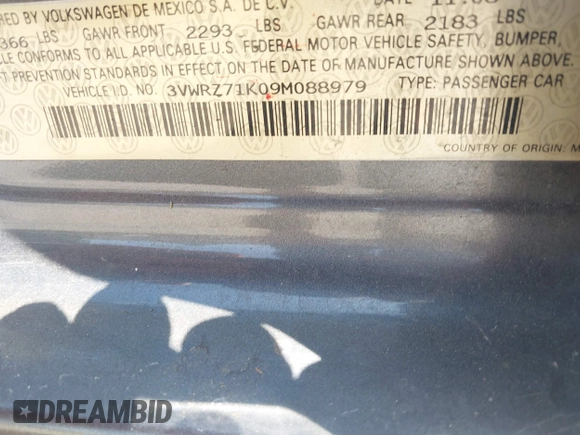 RED BY VOLKSWAGEN DE MEXICO S.A. DE C.V.
366 LBS GAWR FRONT 2293 LBS GAWR REAR 2183 LBS
LE CONFORMS TO ALL APPLICABLE U.S. FEDERAL MOTOR VEHICLE SAFETY, BUMPER,
T PREVENTION STANDARDS IN EFFECT ON THE DATE OF MANUFACTURE SHOWN ABOVE.
VEHICLE I.D. NO. 3VWRZ71K09M088979 TYPE: PASSENGER CAR
*COUNTRY OF ORIGIN: M
DREAMBID